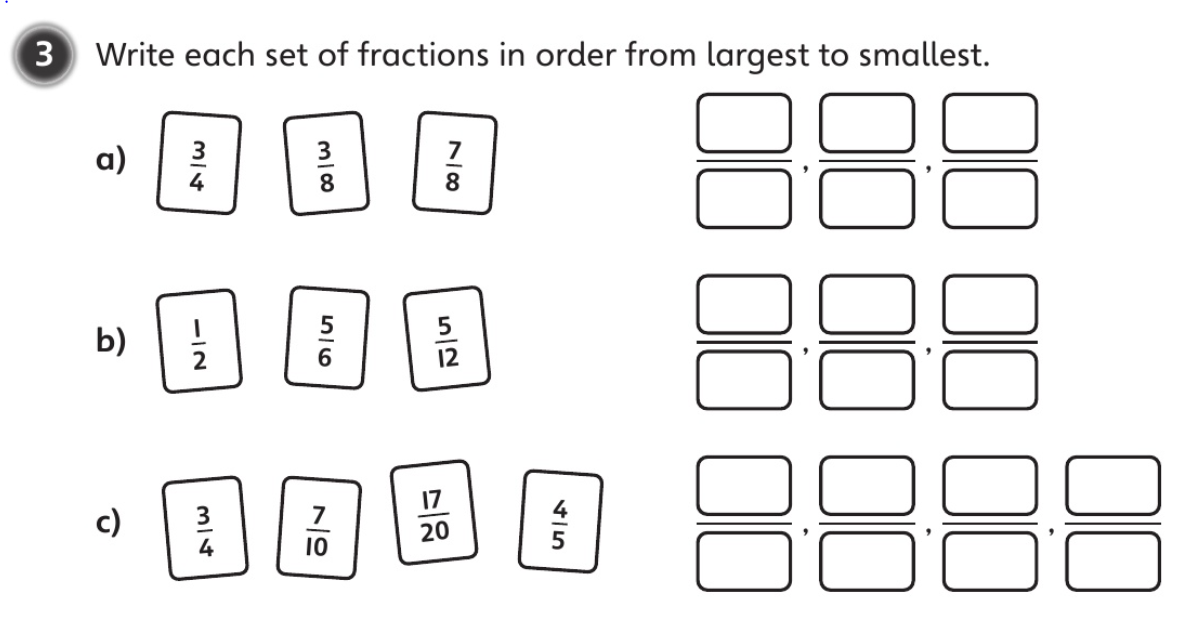 3 Write each set of fractions in order from largest to smallest.
a) 3/4 3/8 7/8 , ,
b) 1/2 5/6 5/12 , ,
c) 3/4 7/10 17/20 4/5 , , ,